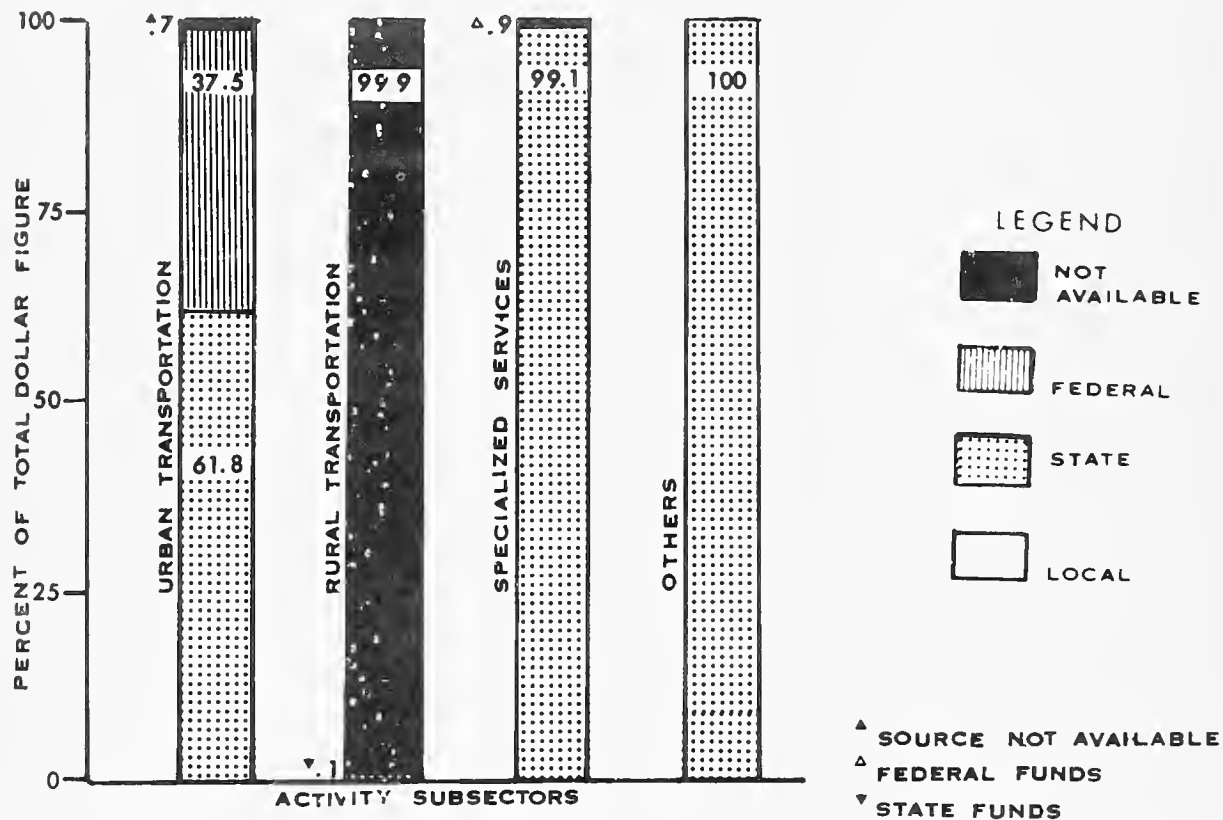 100
75
50
25
0
PERCENT OF TOTAL DOLLAR FIGURE
▲.7
37.5
61.8
URBAN TRANSPORTATION
99 9
▼.1
RURAL TRANSPORTATION
△.9
99.1
SPECIALIZED SERVICES
100
OTHERS
ACTIVITY SUBSECTORS
LEGEND
NOT
AVAILABLE
FEDERAL
STATE
LOCAL
▲ SOURCE NOT AVAILABLE
△ FEDERAL FUNDS
▼ STATE FUNDS